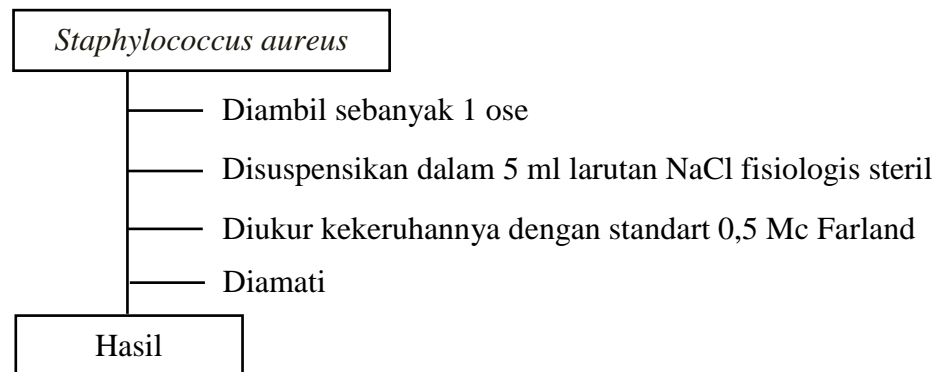 Staphylococcus aureus
Diambil sebanyak 1 ose
Disuspensikan dalam 5 ml larutan NaCl fisiologis steril
Diukur kekeruhannya dengan standart 0,5 Mc Farland
Diamati
Hasil